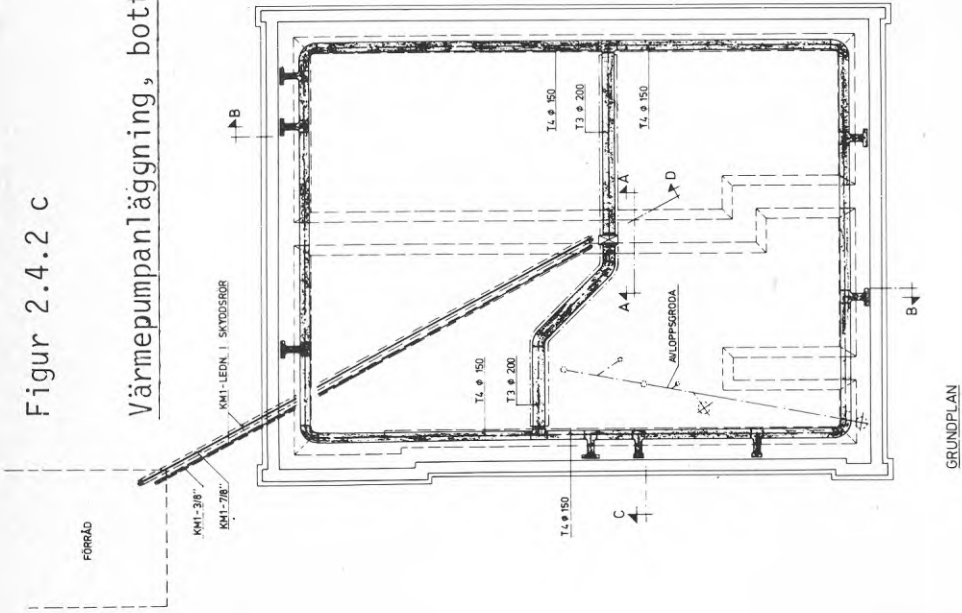 Figur 2.4.2 C
Värmepumpanläggning, bott
FÖRRÅD
KM1-LEDN. I SKYDDSRÖR
KM1-3/8"
KM1-7/8"
B
T4 ø 150
T3 ø 200
T4 ø 150
A
D
A
AVLOPPSGRODA
T4 ø 150
T3 ø 200
T4 ø 150
C
B
GRUNDPLAN